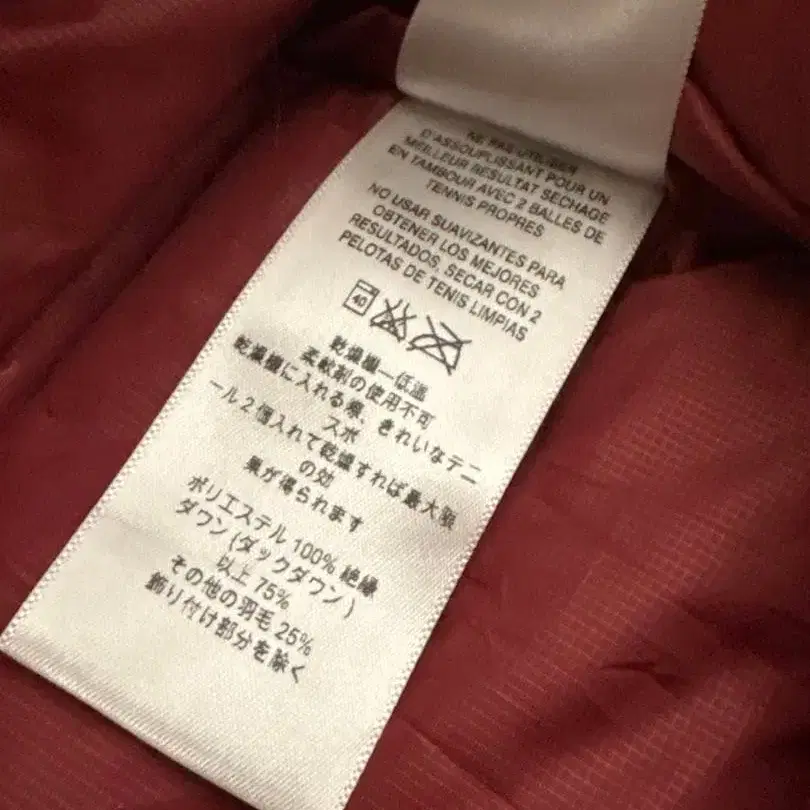 NE PAS UTILISER
D'ASSOUPLISSANT POUR UN
MEILLEUR RESULTAT SECHAGE
EN TAMBOUR AVEC 2 BALLES DE
TENNIS PROPRES
NO USAR SUAVIZANTES PARA
OBTENER LOS MEJORES
RESULTADOS, SECAR CON 2
PELOTAS DE TENIS LIMPIAS
40
乾燥機—低温
柔軟剤の使用不可
乾燥機に入れる際、きれいなテニ
スボ
ール2個入れて乾燥すれば最大限
の効
果が得られます
ポリエステル 100% 絶縁
ダウン(ダックダウン)
以上 75%
その他の羽毛 25%
飾り付け部分を除く